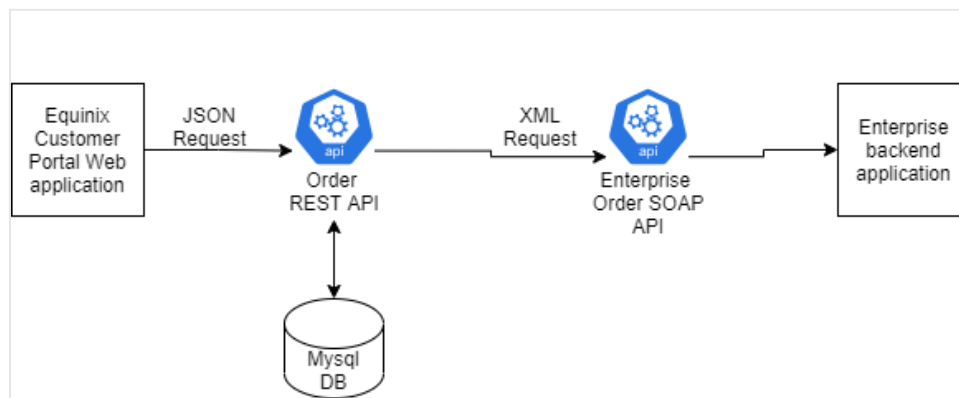 Equinix
Customer
Portal Web
application
JSON
Request
api
Order
REST API
XML
Request
api
Enterprise
Order SOAP
API
Enterprise
backend
application
Mysql
DB